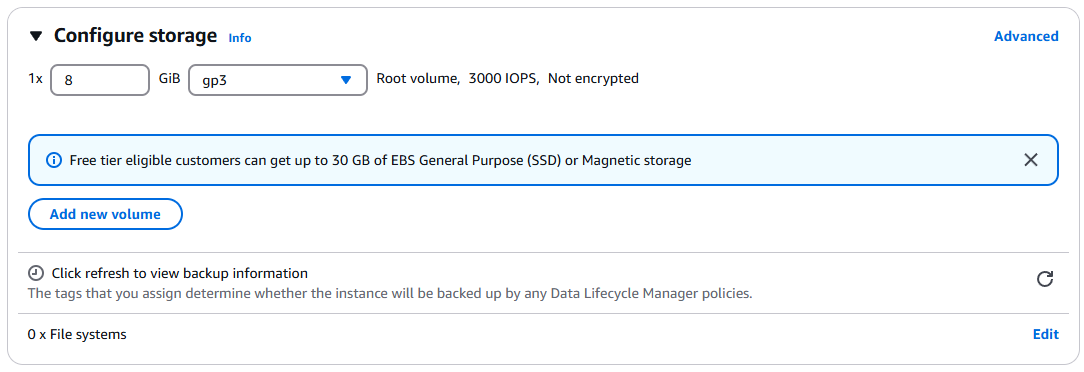 Configure storage Info Advanced
1x 8 GiB gp3 Root volume, 3000 IOPS, Not encrypted
Free tier eligible customers can get up to 30 GB of EBS General Purpose (SSD) or Magnetic storage
Add new volume
Click refresh to view backup information
The tags that you assign determine whether the instance will be backed up by any Data Lifecycle Manager policies.
0 x File systems Edit